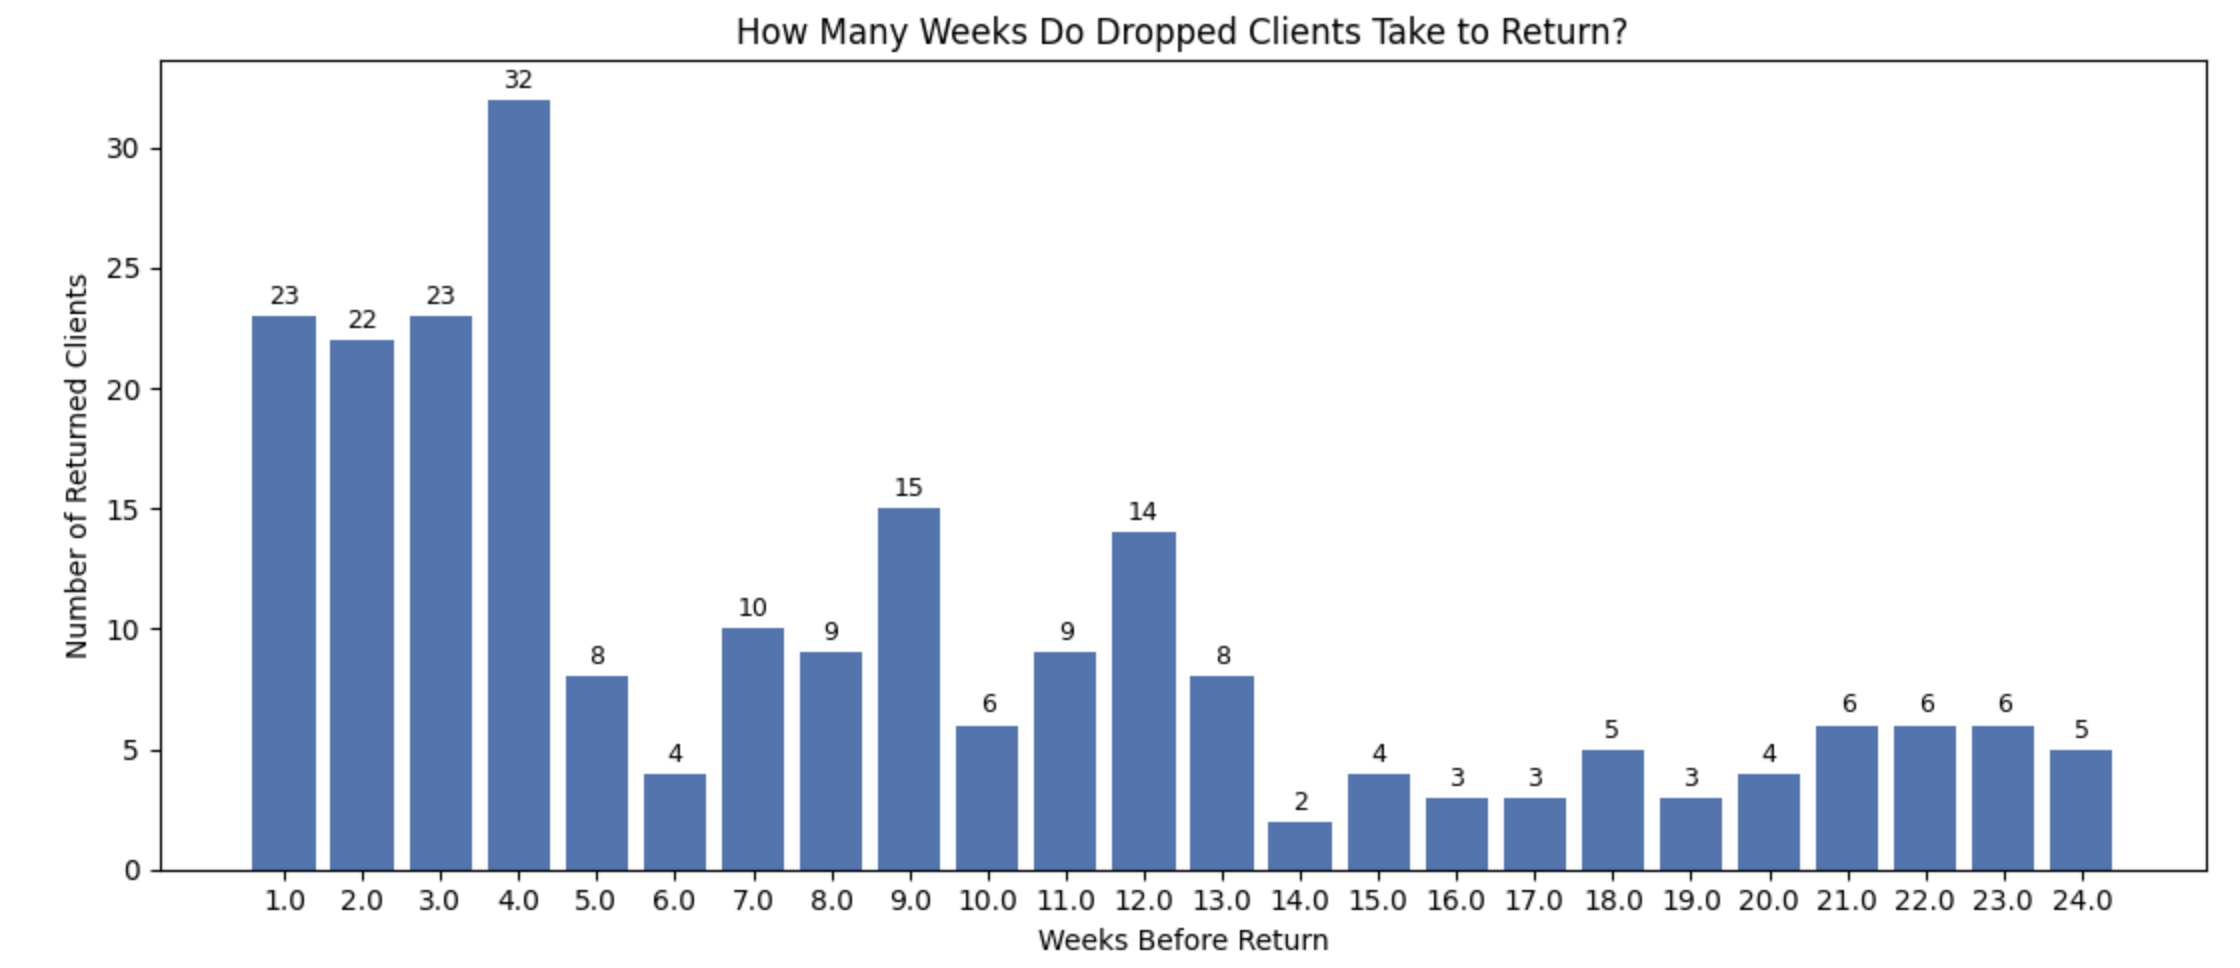 How Many Weeks Do Dropped Clients Take to Return?
Number of Returned Clients
30
25
20
15
10
5
0
23 22 23 32 8 4 10 9 15 6 9 14 8 2 4 3 3 5 3 4 6 6 6 5
1.0 2.0 3.0 4.0 5.0 6.0 7.0 8.0 9.0 10.0 11.0 12.0 13.0 14.0 15.0 16.0 17.0 18.0 19.0 20.0 21.0 22.0 23.0 24.0
Weeks Before Return